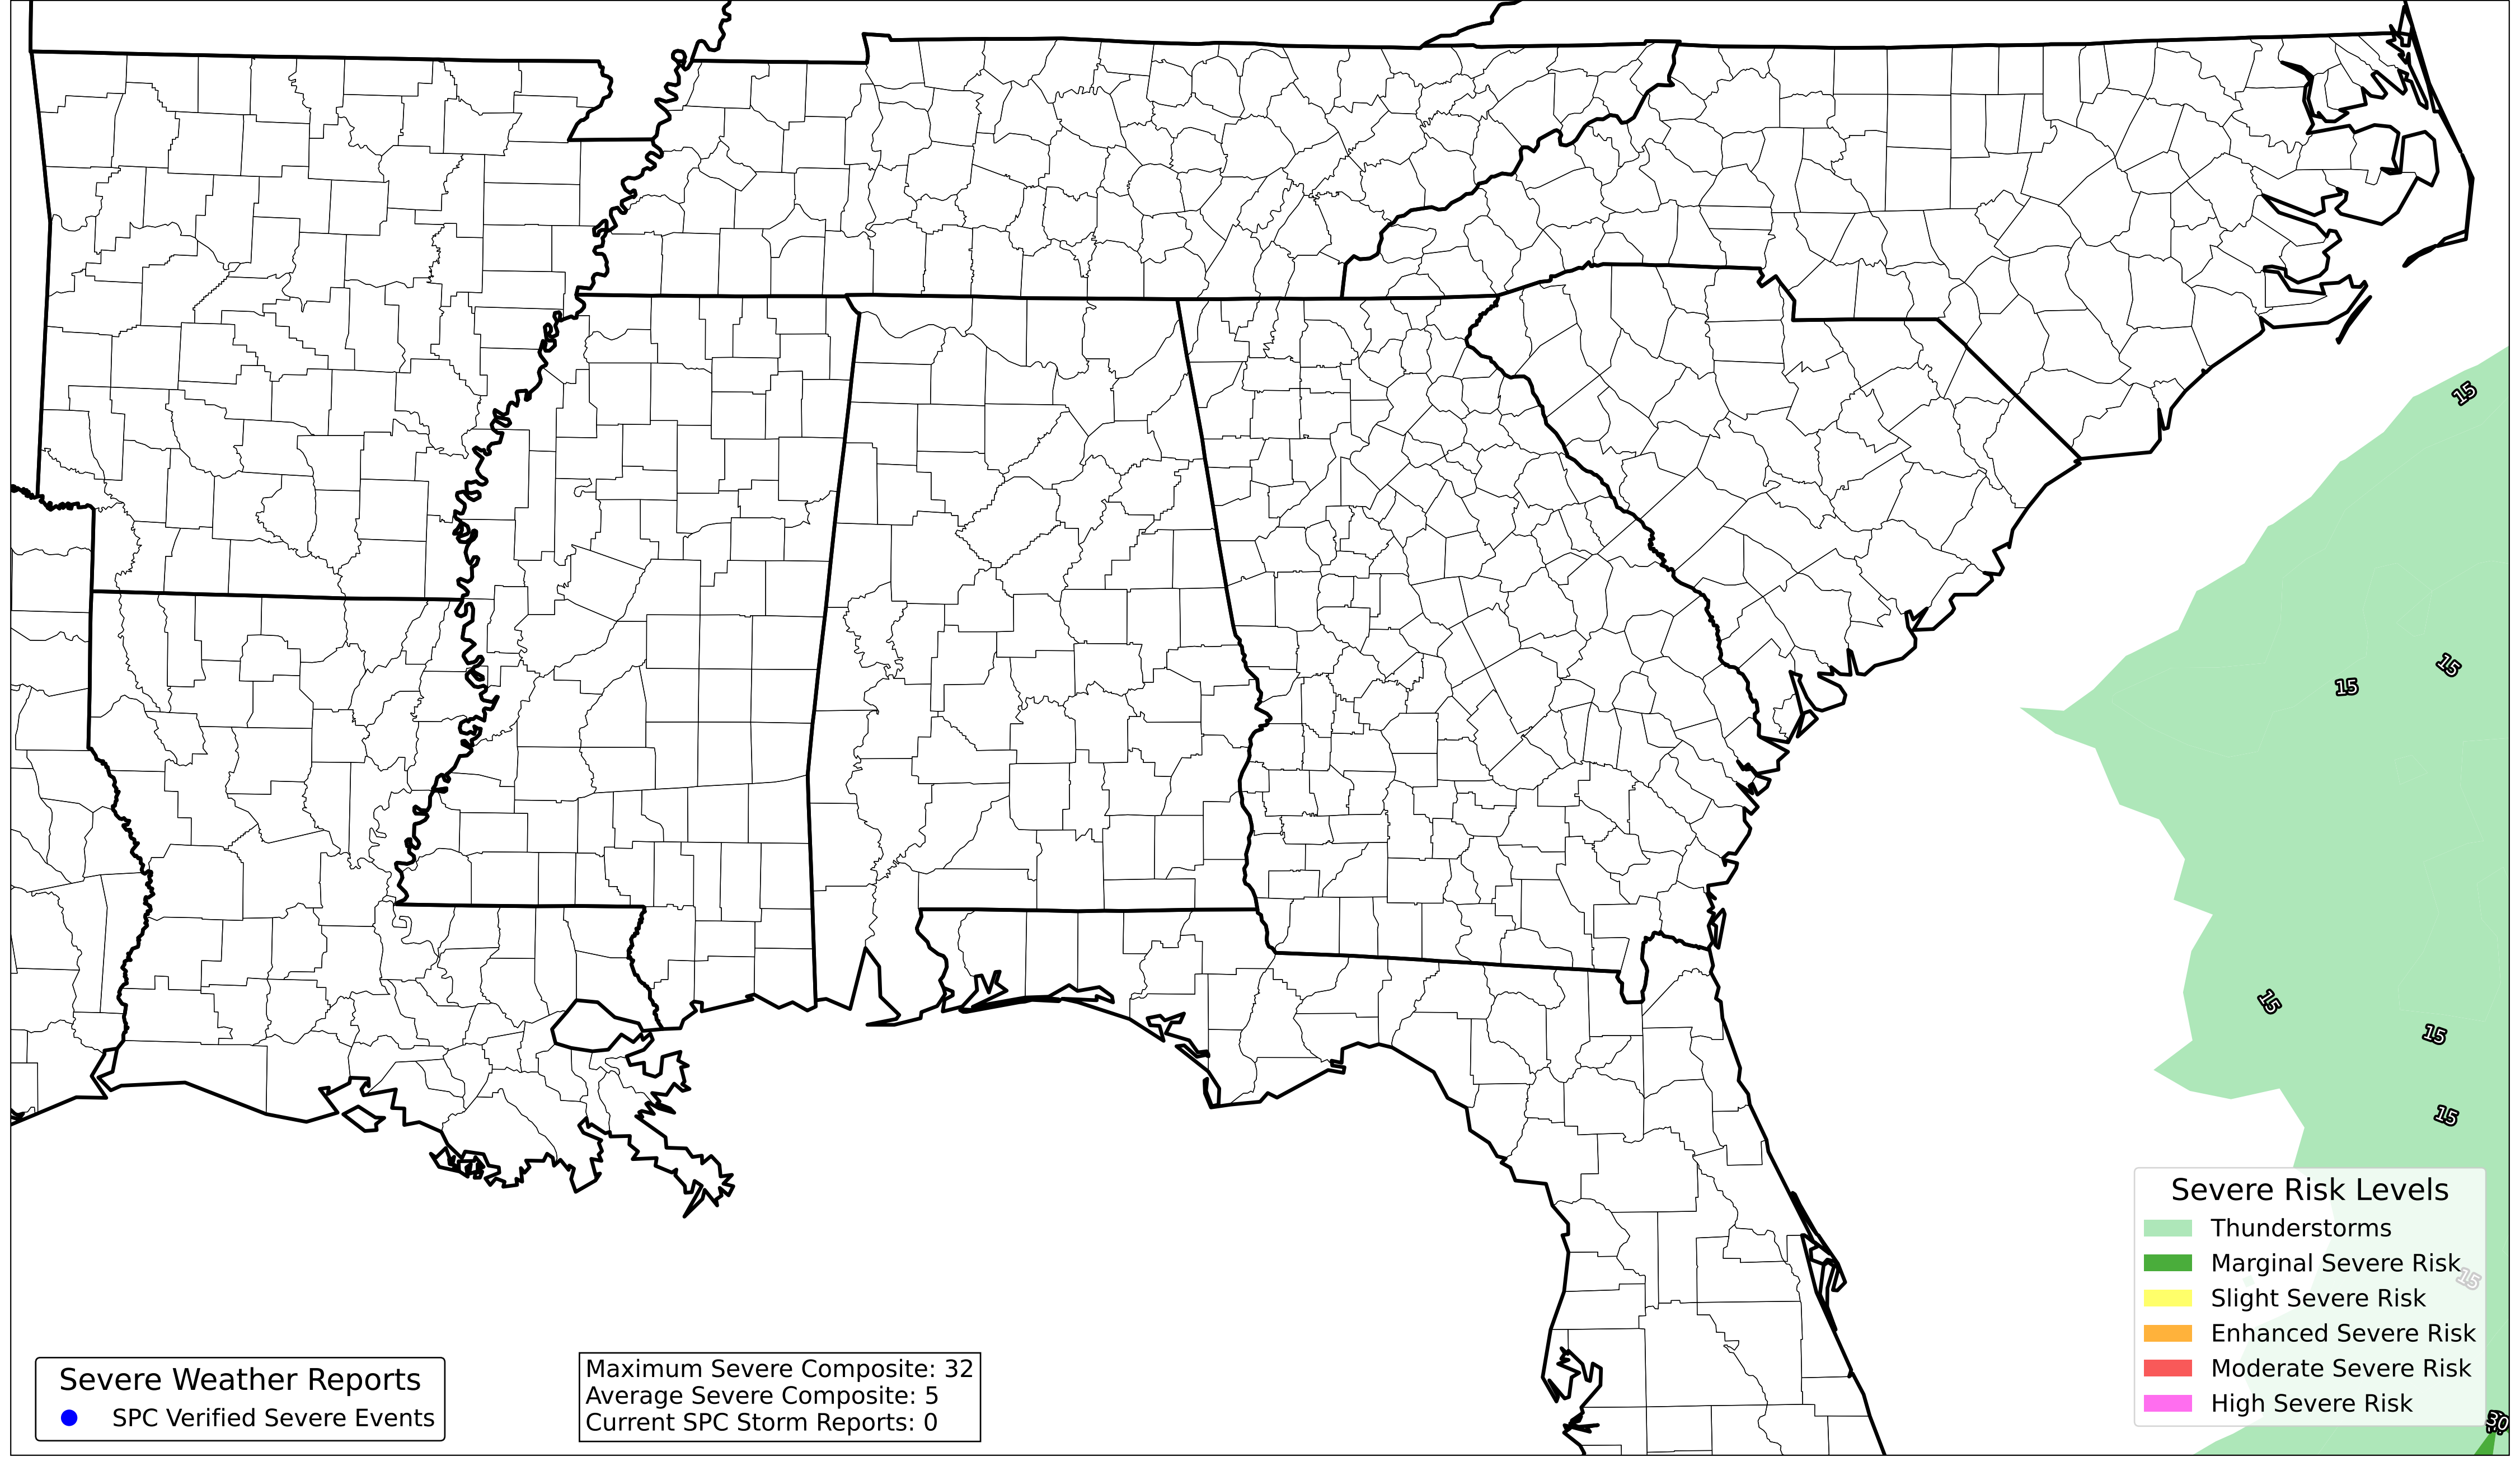 15
15
15
15
15
15
Severe Risk Levels
Thunderstorms
Marginal Severe Risk
15
Slight Severe Risk
Enhanced Severe Risk
Moderate Severe Risk
High Severe Risk
30
Severe Weather Reports
SPC Verified Severe Events
Maximum Severe Composite: 32
Average Severe Composite: 5
Current SPC Storm Reports: 0